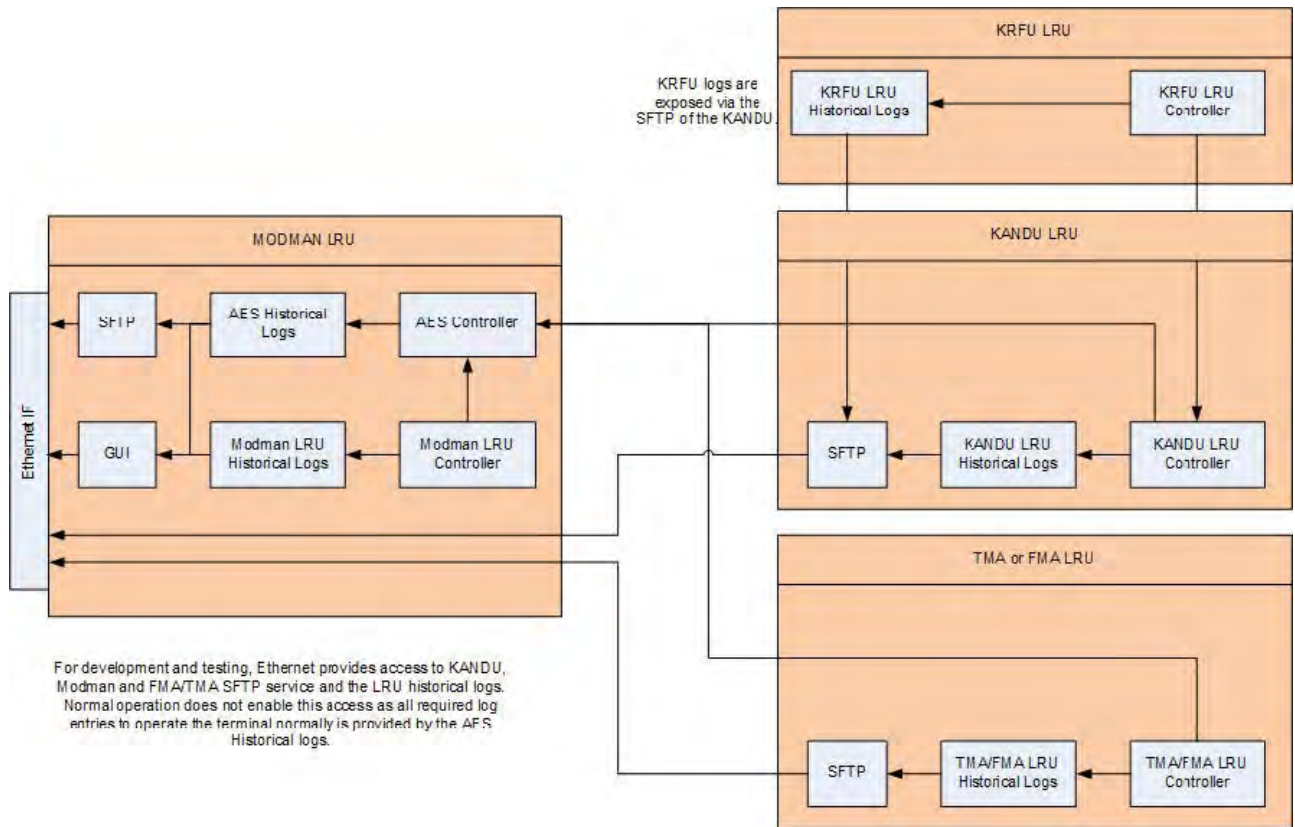 KRFU LRU
KRFU logs are
exposed via the
SFTP of the KANDU.
KRFU LRU
Historical Logs
KRFU LRU
Controller
MODMAN LRU
KANDU LRU
Ethernet IF
SFTP
AES Historical
Logs
AES Controller
GUI
Modman LRU
Historical Logs
Modman LRU
Controller
SFTP
KANDU LRU
Historical Logs
KANDU LRU
Controller
TMA or FMA LRU
For development and testing, Ethernet provides access to KANDU,
Modman and FMA/TMA SFTP service and the LRU historical logs.
Normal operation does not enable this access as all required log
entries to operate the terminal normally is provided by the AES
Historical logs.
SFTP
TMA/FMA LRU
Historical Logs
TMA/FMA LRU
Controller